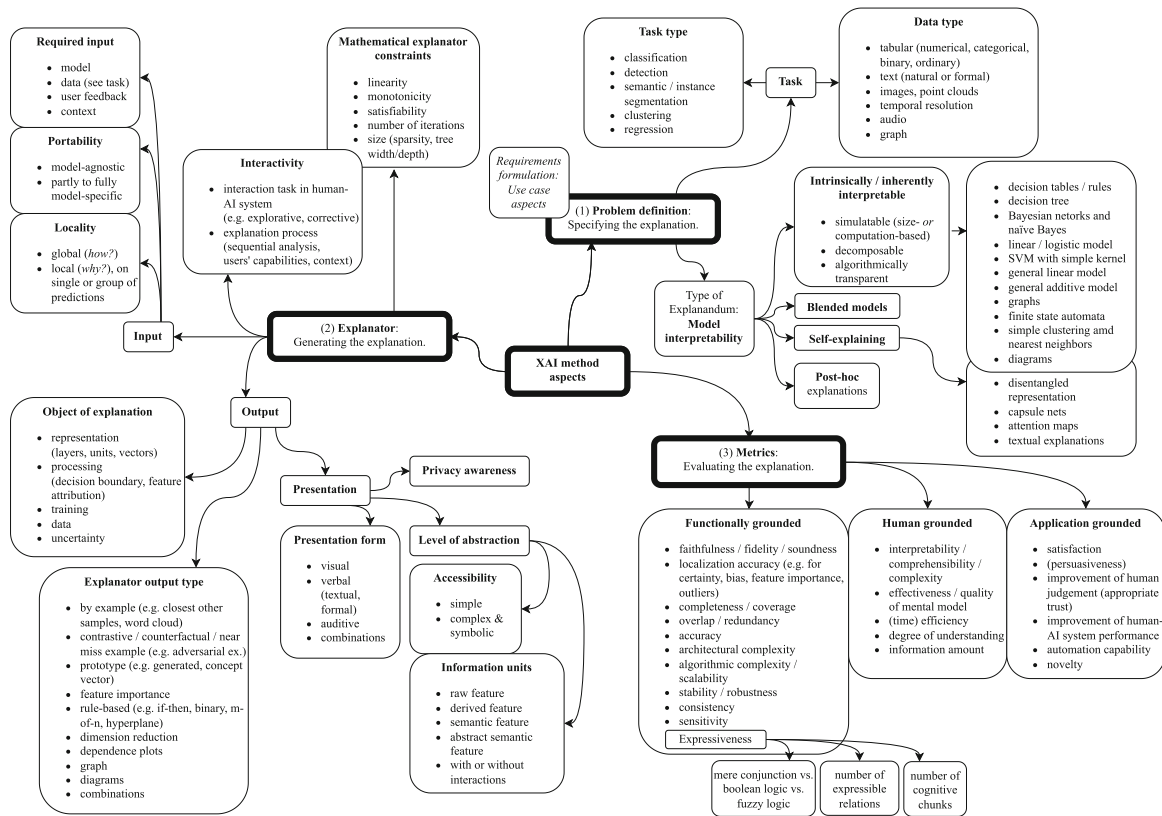 Required input
• model
• data (see task)
• user feedback
• context
Portability
• model-agnostic
• partly to fully
model-specific
Locality
• global (how?)
• local (why?), on
single or group of
predictions
Input
Mathematical explanator
constraints
• linearity
• monotonicity
• satisfiability
• number of iterations
• size (sparsity, tree
width/depth)
Interactivity
• interaction task in human-
AI system
(e.g. explorative, corrective)
• explanation process
(sequential analysis,
users' capabilities, context)
(2) Explanator:
Generating the explanation.
Task type
• classification
• detection
• semantic / instance
segmentation
• clustering
• regression
Task
Data type
• tabular (numerical, categorical,
binary, ordinary)
• text (natural or formal)
• images, point clouds
• temporal resolution
• audio
• graph
Requirements
formulation:
Use case
aspects
(1) Problem definition:
Specifying the explanation.
Type of
Explanandum:
Model
interpretability
Intrinsically / inherently
interpretable
• simulatable (size- or
computation-based)
• decomposable
• algorithmically
transparent
Blended models
Self-explaining
Post-hoc
explanations
• decision tables / rules
• decision tree
• Bayesian netorks and
naïve Bayes
• linear / logistic model
• SVM with simple kernel
• general linear model
• general additive model
• graphs
• finite state automata
• simple clustering amd
nearest neighbors
• diagrams
• disentangled
representation
• capsule nets
• attention maps
• textual explanations
XAI method
aspects
Output
Object of explanation
• representation
(layers, units, vectors)
• processing
(decision boundary, feature
attribution)
• training
• data
• uncertainty
Explanator output type
• by example (e.g. closest other
samples, word cloud)
• contrastive / counterfactual / near
miss example (e.g. adversarial ex.)
• prototype (e.g. generated, concept
vector)
• feature importance
• rule-based (e.g. if-then, binary, m-
of-n, hyperplane)
• dimension reduction
• dependence plots
• graph
• diagrams
• combinations
Presentation
Privacy awareness
Presentation form
• visual
• verbal
(textual,
formal)
• auditive
• combinations
Level of abstraction
Accessibility
• simple
• complex &
symbolic
Information units
• raw feature
• derived feature
• semantic feature
• abstract semantic
feature
• with or without
interactions
(3) Metrics:
Evaluating the explanation.
Functionally grounded
• faithfulness / fidelity / soundness
• localization accuracy (e.g. for
certainty, bias, feature importance,
outliers)
• completeness / coverage
• overlap / redundancy
• accuracy
• architectural complexity
• algorithmic complexity /
scalability
• stability / robustness
• consistency
• sensitivity
Expressiveness
mere conjunction vs.
boolean logic vs.
fuzzy logic
number of
expressible
relations
number of
cognitive
chunks
Human grounded
• interpretability /
comprehensibility /
complexity
• effectiveness / quality
of mental model
• (time) efficiency
• degree of understanding
• information amount
Application grounded
• satisfaction
• (persuasiveness)
• improvement of human
judgement (appropriate
trust)
• improvement of human-
AI system performance
• automation capability
• novelty